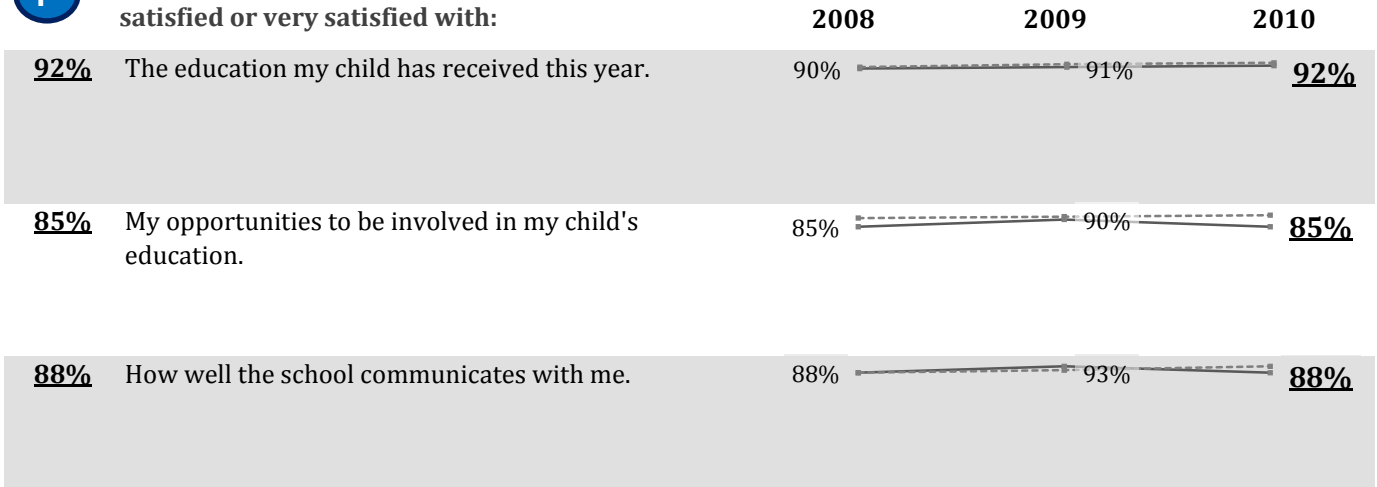 satisfied or very satisfied with: 2008 2009 2010
92% The education my child has received this year. 90% 91% 92%
85% My opportunities to be involved in my child's 85% 90% 85%
education.
88% How well the school communicates with me. 88% 93% 88%